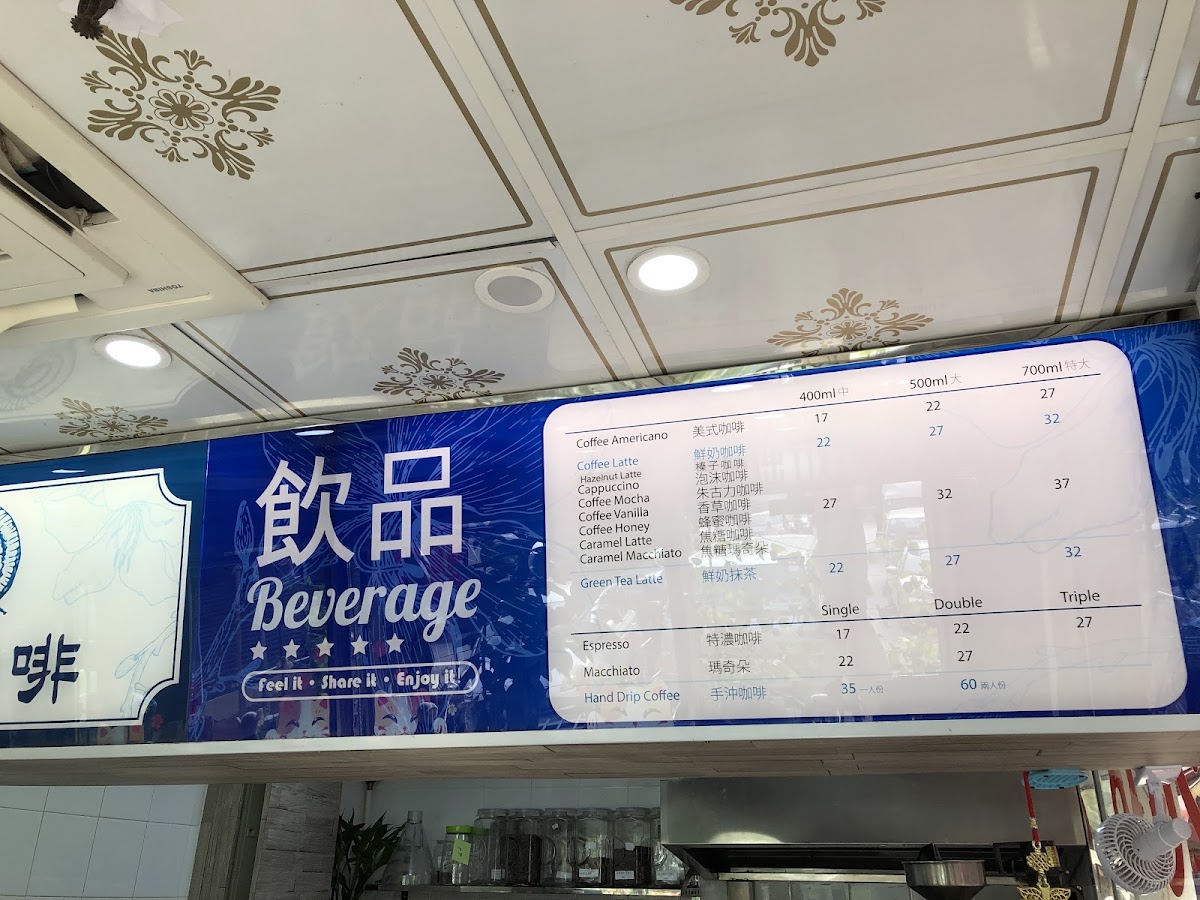 TOSHIBA
啡
飲品
Beverage
Feel it • Share it • Enjoy it!
400ml 中 500ml 大 700ml 特大
Coffee Americano 美式咖啡 17 22 27
Coffee Latte 鮮奶咖啡 22 27 32
Hazelnut Latte 榛子咖啡
Cappuccino 泡沫咖啡
Coffee Mocha 朱古力咖啡
Coffee Vanilla 香草咖啡 27 32 37
Coffee Honey 蜂蜜咖啡
Caramel Latte 焦糖咖啡
Caramel Macchiato 焦糖瑪奇朵
Green Tea Latte 鮮奶抹茶 22 27 32
Single Double Triple
Espresso 特濃咖啡 17 22 27
Macchiato 瑪奇朵 22 27
Hand Drip Coffee 手沖咖啡 35 一人份 60 兩人份